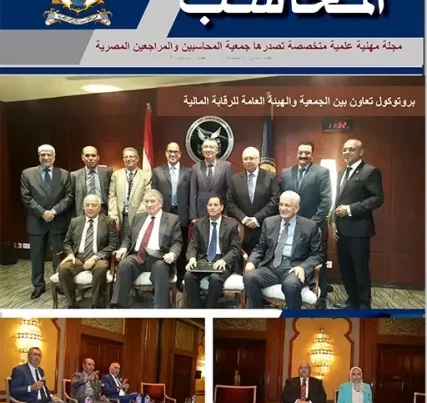 المحاسب
مجلة مهنية علمية متخصصة تصدرها جمعية المحاسبين والمراجعين المصرية
بروتوكول تعاون بين الجمعية والهيئة العامة للرقابة المالية